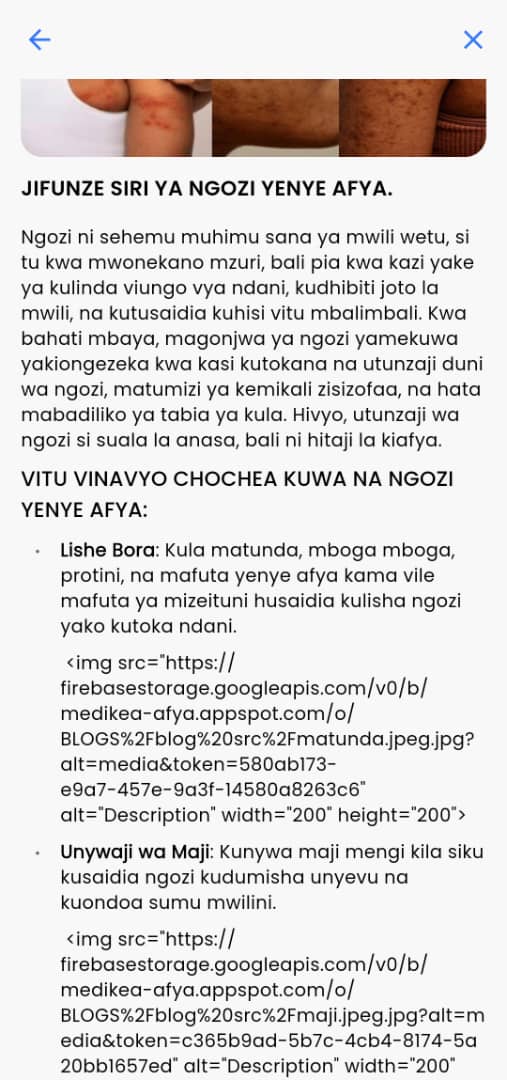 JIFUNZE SIRI YA NGOZI YENYE AFYA.
Ngozi ni sehemu muhimu sana ya mwili wetu, si
tu kwa mwonekano mzuri, bali pia kwa kazi yake
ya kulinda viungo vya ndani, kudhibiti joto la
mwili, na kutusaidia kuhisi vitu mbalimbali. Kwa
bahati mbaya, magonjwa ya ngozi yamekuwa
yakiongezeka kwa kasi kutokana na utunzaji duni
wa ngozi, matumizi ya kemikali zisizofaa, na hata
mabadiliko ya tabia ya kula. Hivyo, utunzaji wa
ngozi si suala la anasa, bali ni hitaji la kiafya.
VITU VINAVYO CHOCHEA KUWA NA NGOZI
YENYE AFYA:
• Lishe Bora: Kula matunda, mboga mboga,
protini, na mafuta yenye afya kama vile
mafuta ya mizeituni husaidia kulisha ngozi
yako kutoka ndani.
<img src="https://
firebasestorage.googleapis.com/v0/b/
medikea-afya.appspot.com/o/
BLOGS%2Fblog%20src%2Fmatunda.jpeg.jpg?
alt=media&token=580ab173-
e9a7-457e-9a3f-14580a8263c6"
alt="Description" width="200" height="200">
• Unywaji wa Maji: Kunywa maji mengi kila siku
kusaidia ngozi kudumisha unyevu na
kuondoa sumu mwilini.
<img src="https://
firebasestorage.googleapis.com/v0/b/
medikea-afya.appspot.com/o/
BLOGS%2Fblog%20src%2Fmaji.jpeg.jpg?alt=m
edia&token=c365b9ad-5b7c-4cb4-8174-5a
20bb1657ed" alt="Description" width="200"